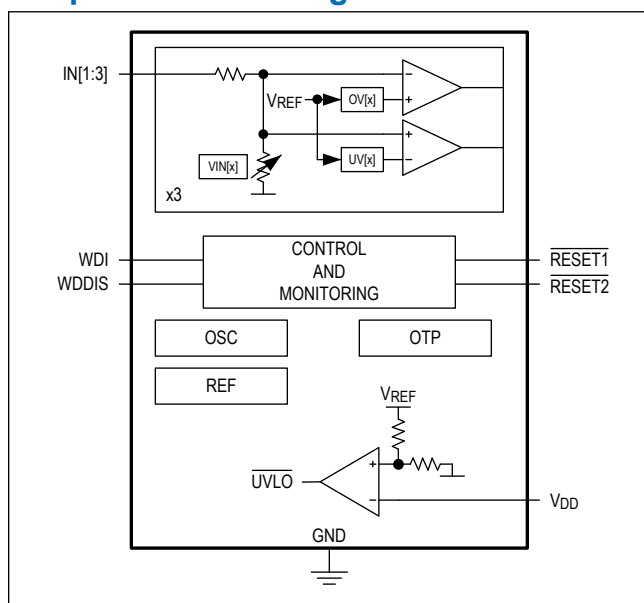 IN[1:3]
VREF
OV[x]
UV[x]
VIN[x]
x3
WDI
WDDIS
CONTROL
AND
MONITORING
RESET1
RESET2
OSC
OTP
REF
VREF
UVLO
VDD
GND